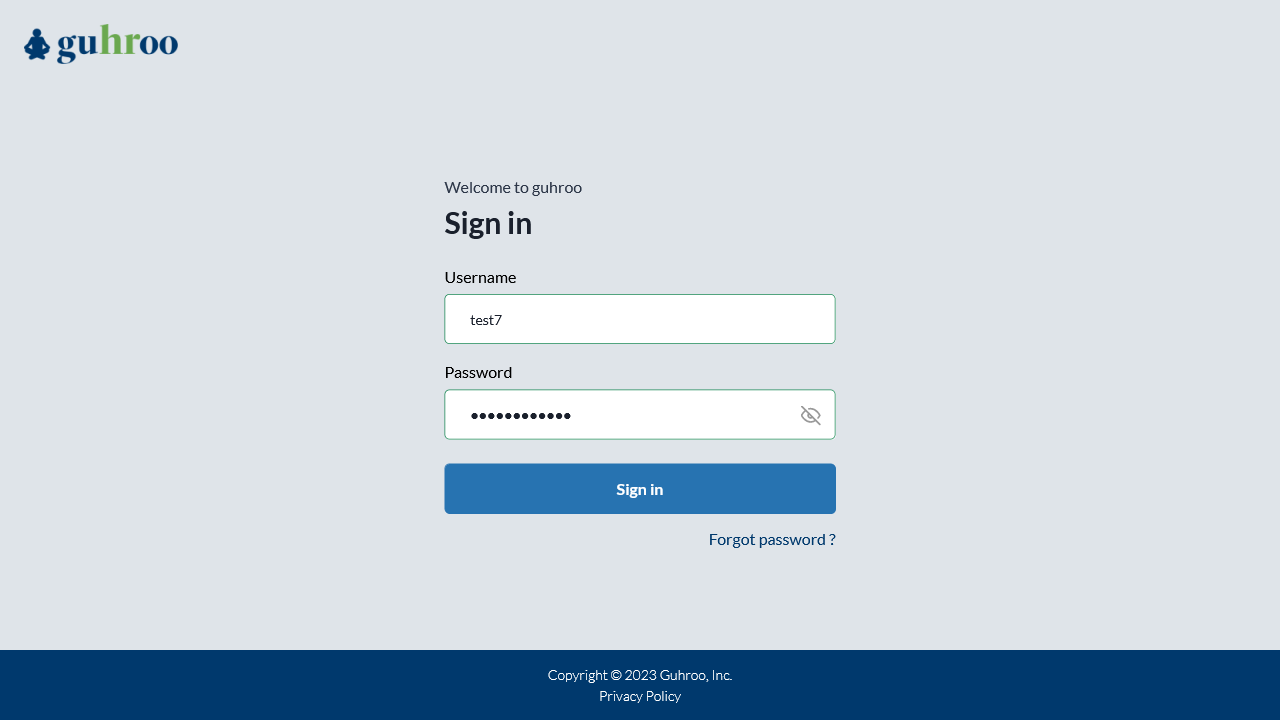 guhroo
Welcome to guhroo
Sign in
Username
test7
Password
••••••••••••
Sign in
Forgot password ?
Copyright © 2023 Guhroo, Inc.
Privacy Policy